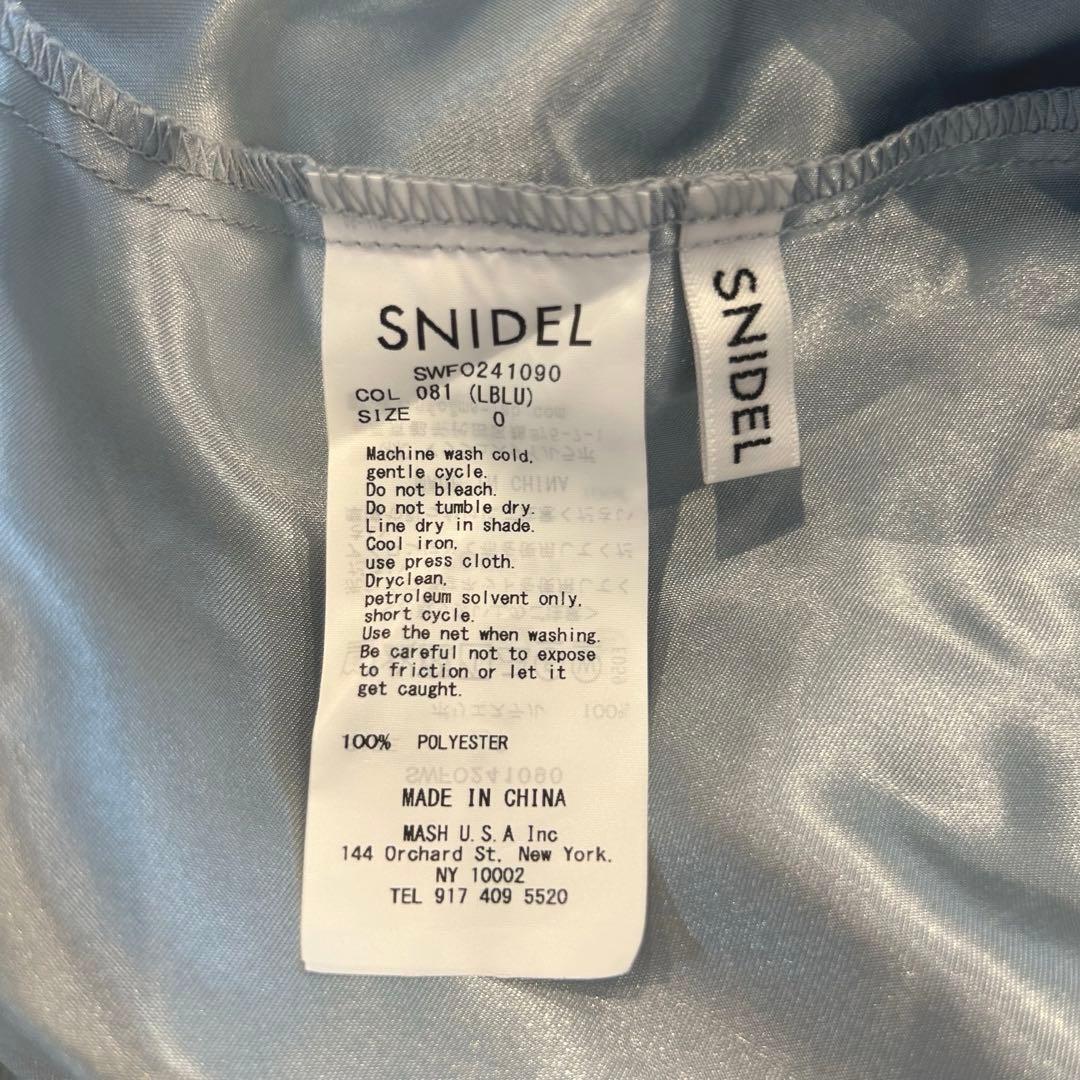 SNIDEL
SWFO241090
COL 081 (LBLU)
SIZE 0
Machine wash cold,
gentle cycle.
Do not bleach.
Do not tumble dry.
Line dry in shade.
Cool iron,
use press cloth.
Dryclean,
petroleum solvent only,
short cycle.
Use the net when washing.
Be careful not to expose
to friction or let it
get caught.
100% POLYESTER
MADE IN CHINA
MASH U.S.A Inc
144 Orchard St, New York,
NY 10002
TEL 917 409 5520
SNIDEL